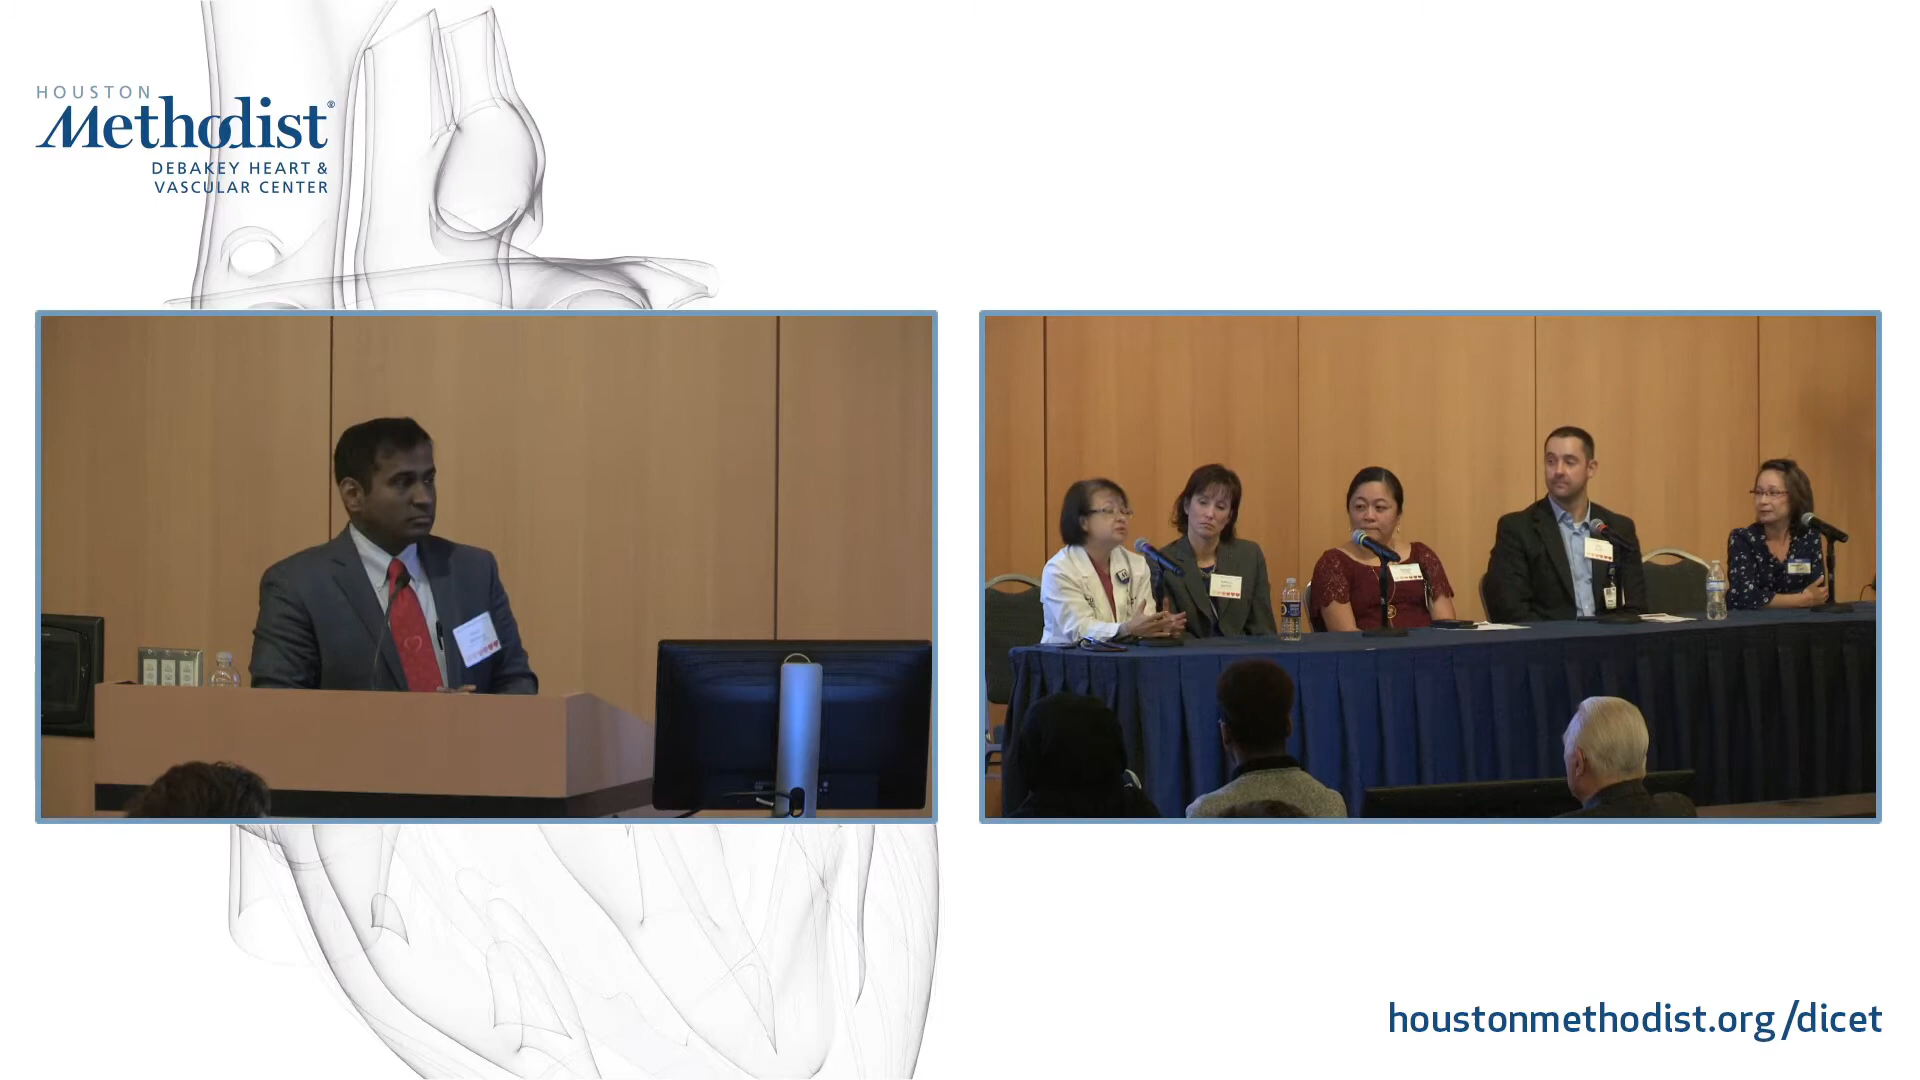 HOUSTON
Methodist®
DEBAKEY HEART &
VASCULAR CENTER
houstonmethodist.org/dicet